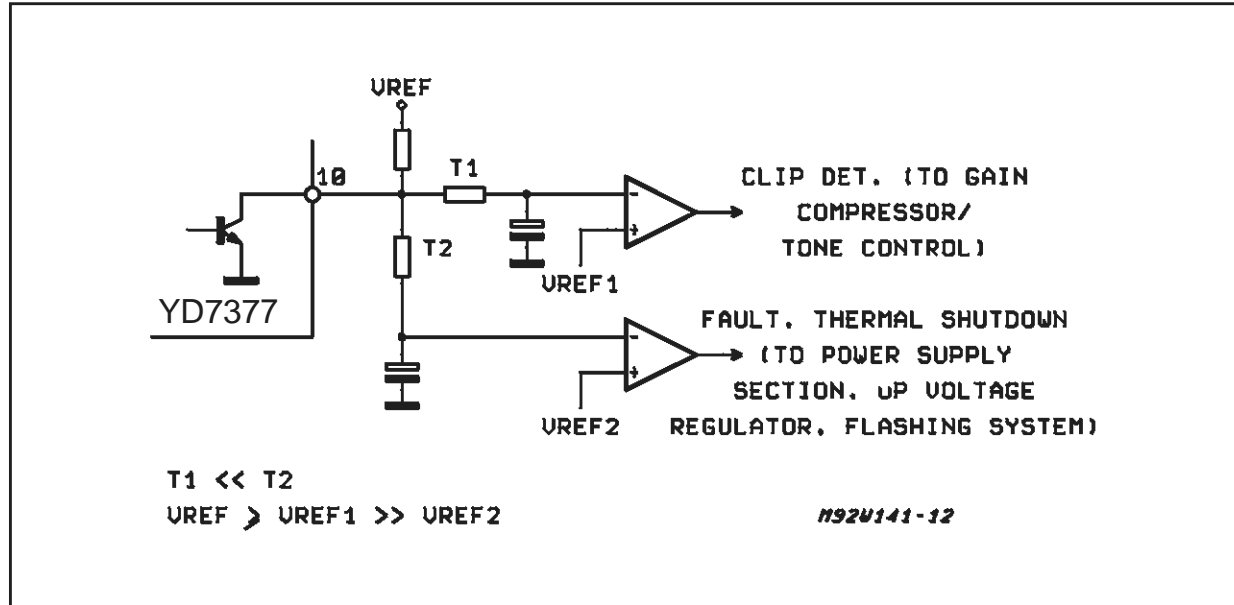 VREF
10
T1
CLIP DET. (TO GAIN
COMPRESSOR/
TONE CONTROL)
-
+
T2
VREF1
YD7377
FAULT. THERMAL SHUTDOWN
(TO POWER SUPPLY
SECTION. uP VOLTAGE
REGULATOR. FLASHING SYSTEM)
-
+
VREF2
T1 << T2
VREF > VREF1 >> VREF2
M92W141-12